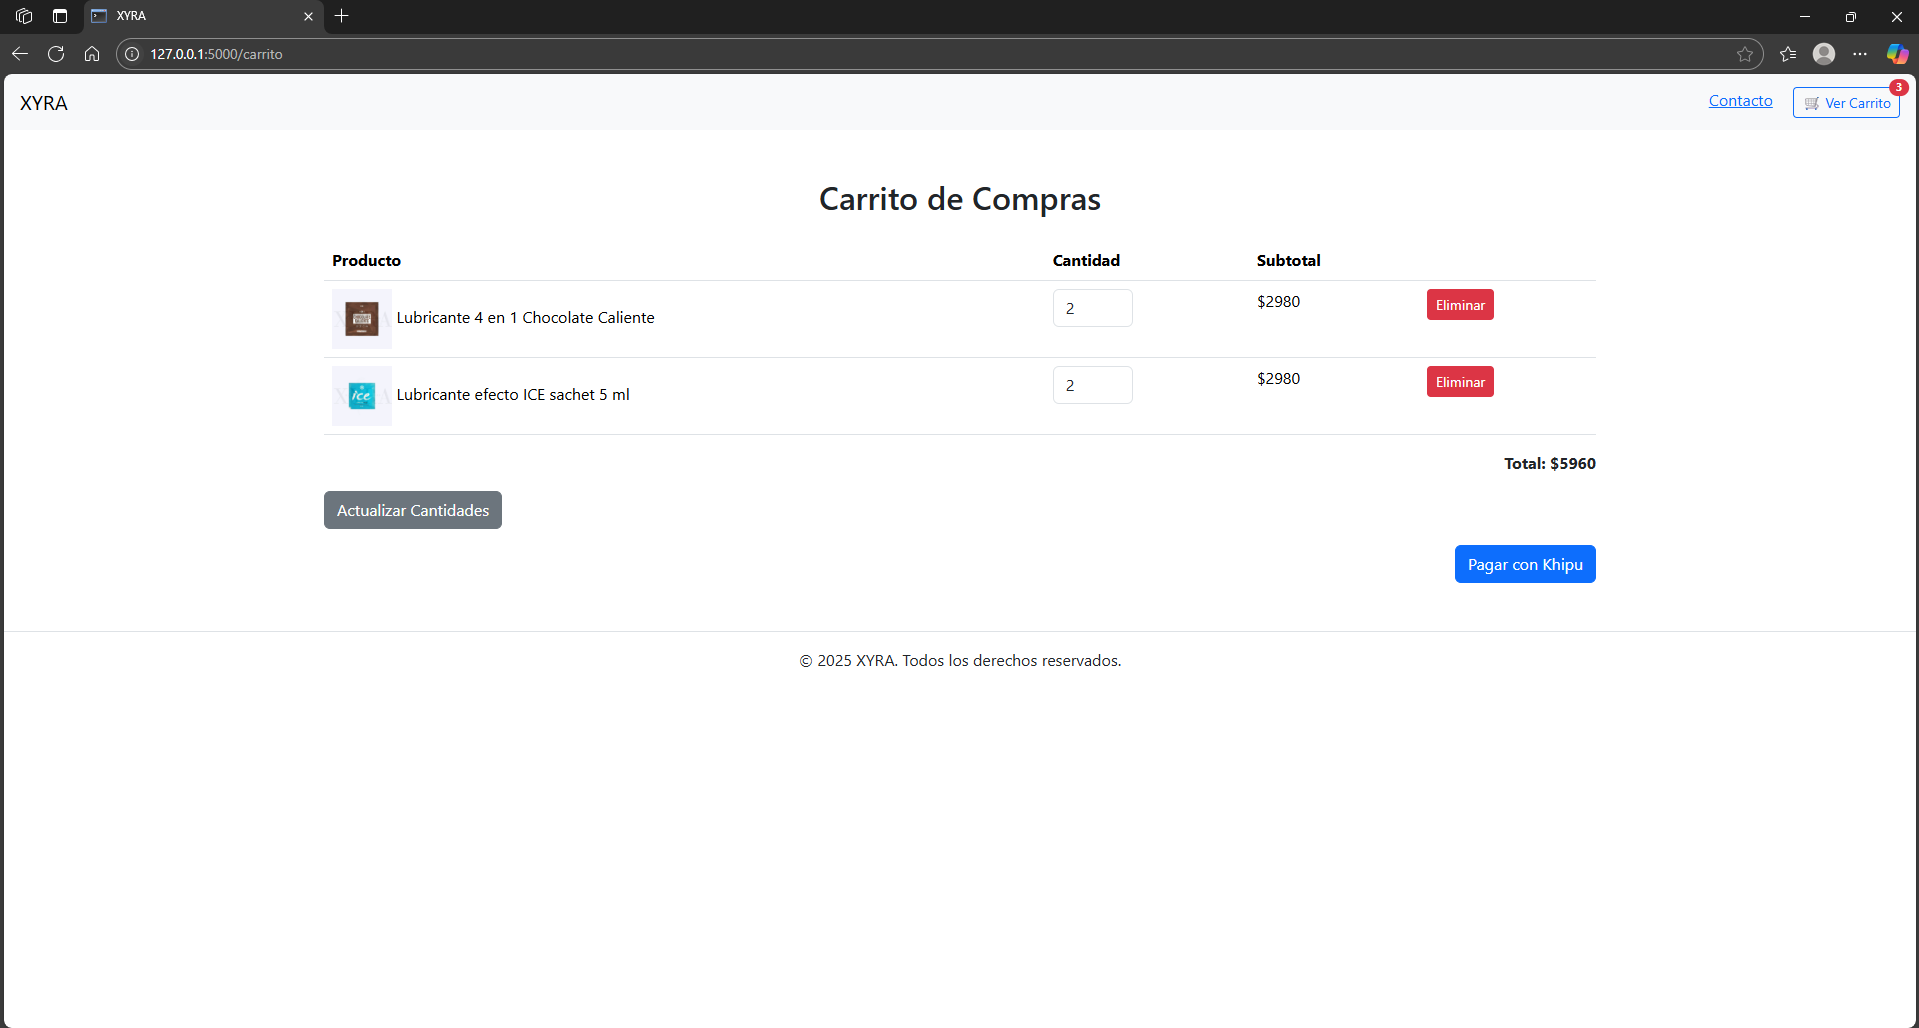 XYRA
127.0.0.1:5000/carrito
XYRA
Contacto
Ver Carrito
3
Carrito de Compras
Producto Cantidad Subtotal
Lubricante 4 en 1 Chocolate Caliente 2 $2980 Eliminar
ice
Lubricante efecto ICE sachet 5 ml 2 $2980 Eliminar
Total: $5960
Actualizar Cantidades
Pagar con Khipu
© 2025 XYRA. Todos los derechos reservados.